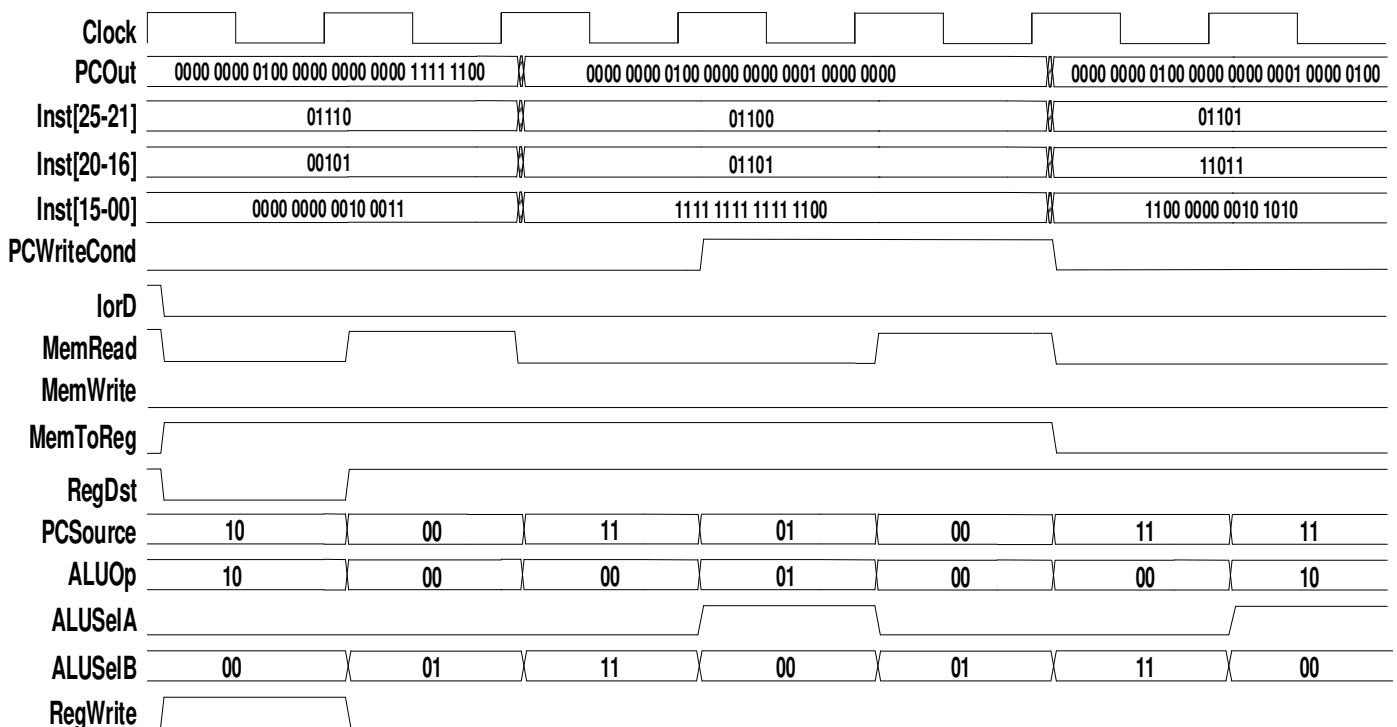 Clock
PCOut 0000 0000 0100 0000 0000 0000 1111 1100 0000 0000 0100 0000 0000 0001 0000 0000 0000 0000 0100 0000 0000 0001 0000 0100
Inst[25-21] 01110 01100 01101
Inst[20-16] 00101 01101 11011
Inst[15-00] 0000 0000 0010 0011 1111 1111 1111 1100 1100 0000 0010 1010
PCWriteCond
IorD
MemRead
MemWrite
MemToReg
RegDst
PCSource 10 00 11 01 00 11 11
ALUOp 10 00 00 01 00 00 10
ALUSelA
ALUSelB 00 01 11 00 01 11 00
RegWrite